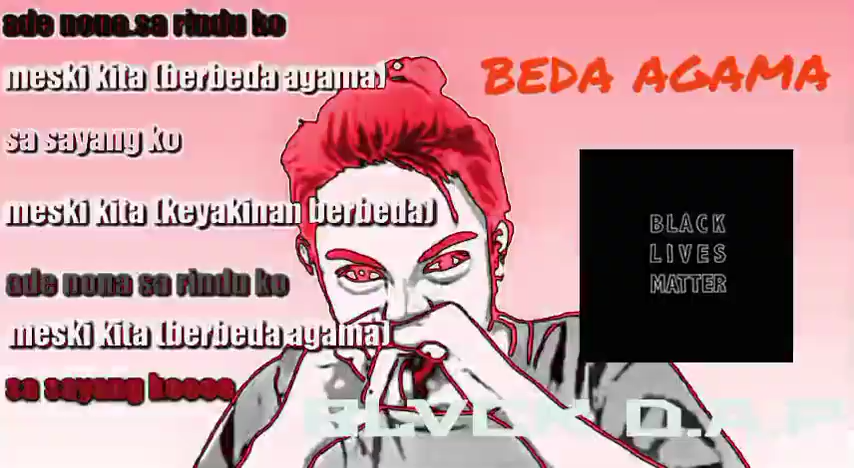 ade nona.sa rindu ko
meski kita (berbeda agama)
sa sayang ko
meski kita (keyakinan berbeda)
ade nona sa rindu ko
meski kita (berbeda agama)
sa sayang koooo
BEDA AGAMA
BLACK
LIVES
MATTER
BLVCK D.A.P